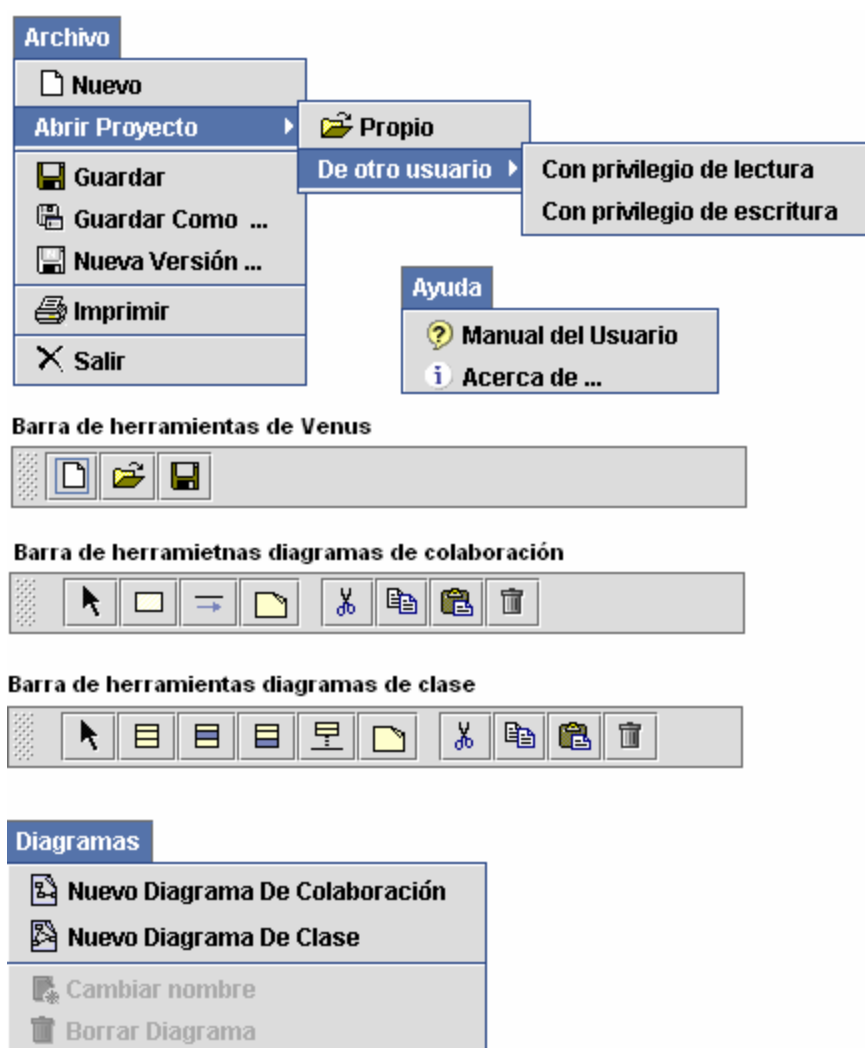 Archivo
Nuevo
Abrir Proyecto
Propio
De otro usuario
Con privilegio de lectura
Con privilegio de escritura
Guardar
Guardar Como ...
Nueva Versión ...
Imprimir
Salir
Ayuda
Manual del Usuario
Acerca de ...
Barra de herramientas de Venus
Barra de herramietnas diagramas de colaboración
Barra de herramientas diagramas de clase
Diagramas
Nuevo Diagrama De Colaboración
Nuevo Diagrama De Clase
Cambiar nombre
Borrar Diagrama